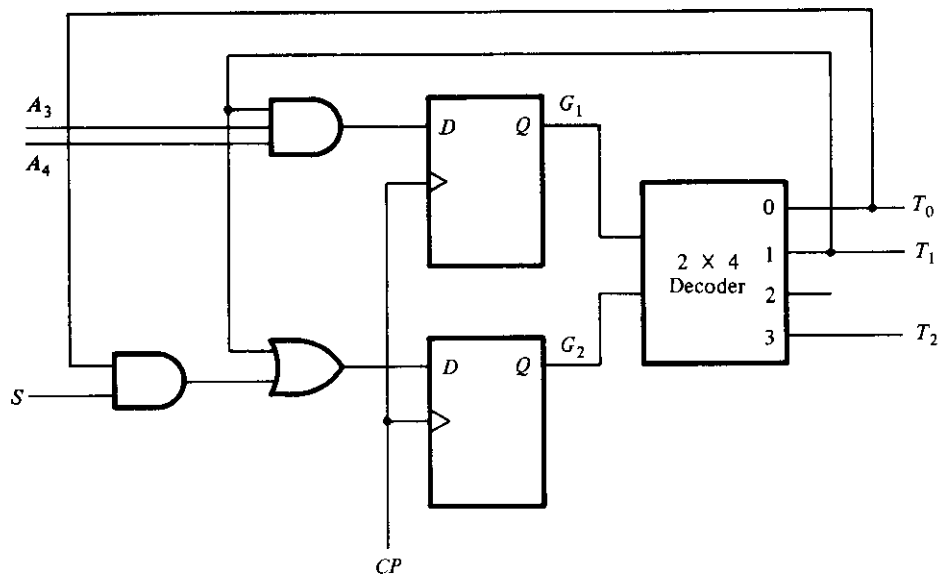 A3
A4
D Q
G1
0 T0
1 T1
2 × 4
Decoder
2
3 T2
D Q
G2
S
CP